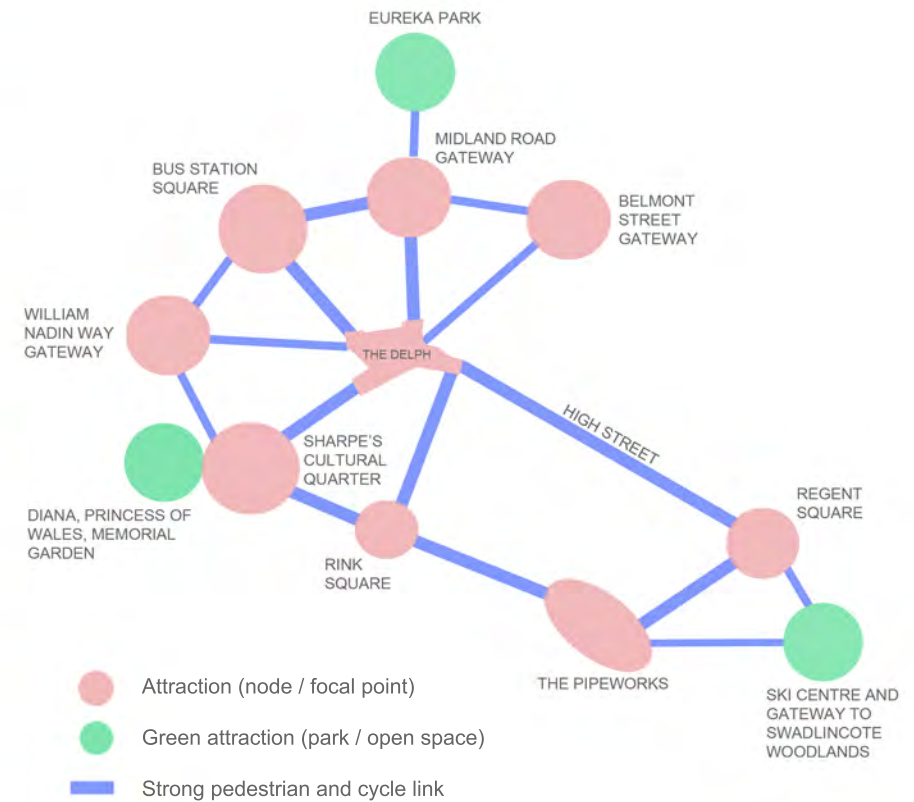 EUREKA PARK
MIDLAND ROAD
GATEWAY
BUS STATION
SQUARE
BELMONT
STREET
GATEWAY
WILLIAM
NADIN WAY
GATEWAY
THE DELPH
HIGH STREET
SHARPE'S
CULTURAL
QUARTER
REGENT
SQUARE
DIANA, PRINCESS OF
WALES, MEMORIAL
GARDEN
RINK
SQUARE
THE PIPEWORKS
SKI CENTRE AND
GATEWAY TO
SWADLINCOTE
WOODLANDS
Attraction (node / focal point)
Green attraction (park / open space)
Strong pedestrian and cycle link